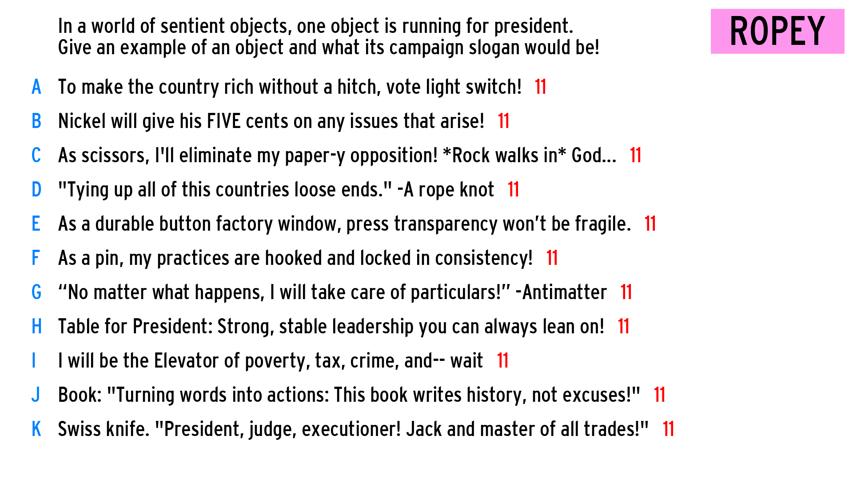 In a world of sentient objects, one object is running for president.
Give an example of an object and what its campaign slogan would be!
ROPEY
A To make the country rich without a hitch, vote light switch! 11
B Nickel will give his FIVE cents on any issues that arise! 11
C As scissors, I'll eliminate my paper-y opposition! *Rock walks in* God... 11
D "Tying up all of this countries loose ends." -A rope knot 11
E As a durable button factory window, press transparency won't be fragile. 11
F As a pin, my practices are hooked and locked in consistency! 11
G “No matter what happens, I will take care of particulars!” -Antimatter 11
H Table for President: Strong, stable leadership you can always lean on! 11
I I will be the Elevator of poverty, tax, crime, and-- wait 11
J Book: "Turning words into actions: This book writes history, not excuses!" 11
K Swiss knife. "President, judge, executioner! Jack and master of all trades!" 11